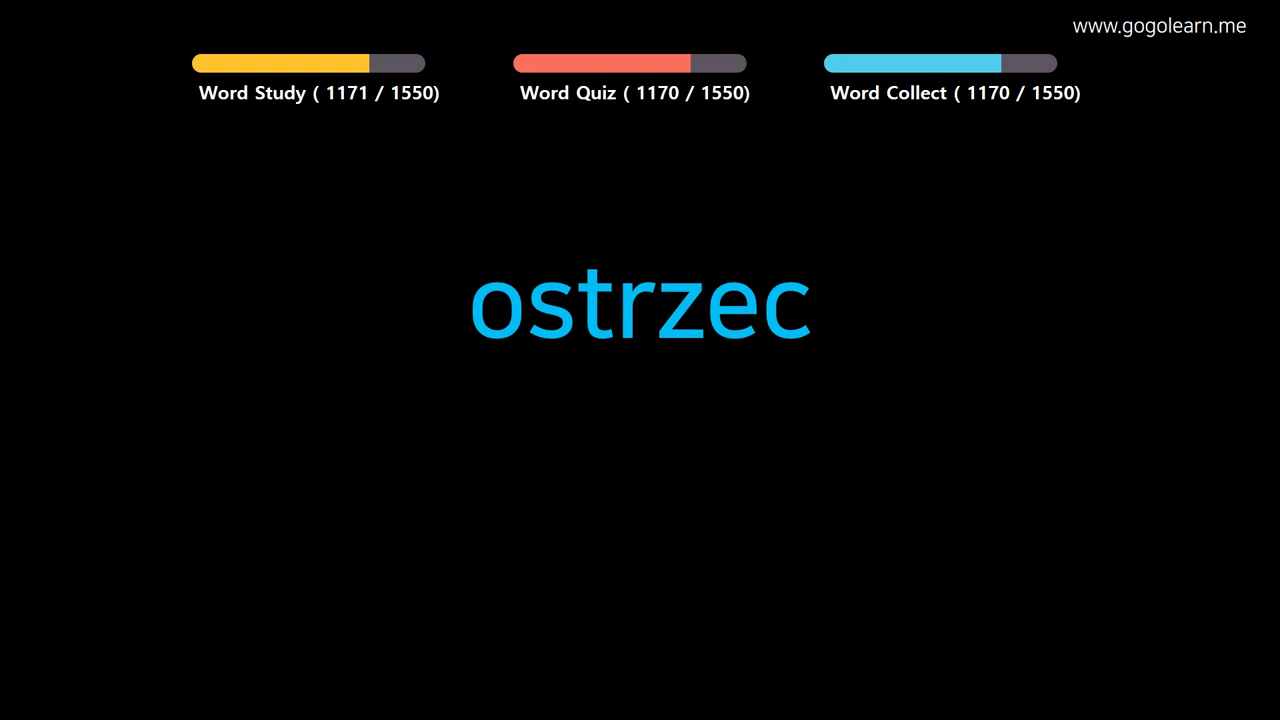 www.gogolearn.me
Word Study ( 1171 / 1550)
Word Quiz ( 1170 / 1550)
Word Collect ( 1170 / 1550)
ostrzec